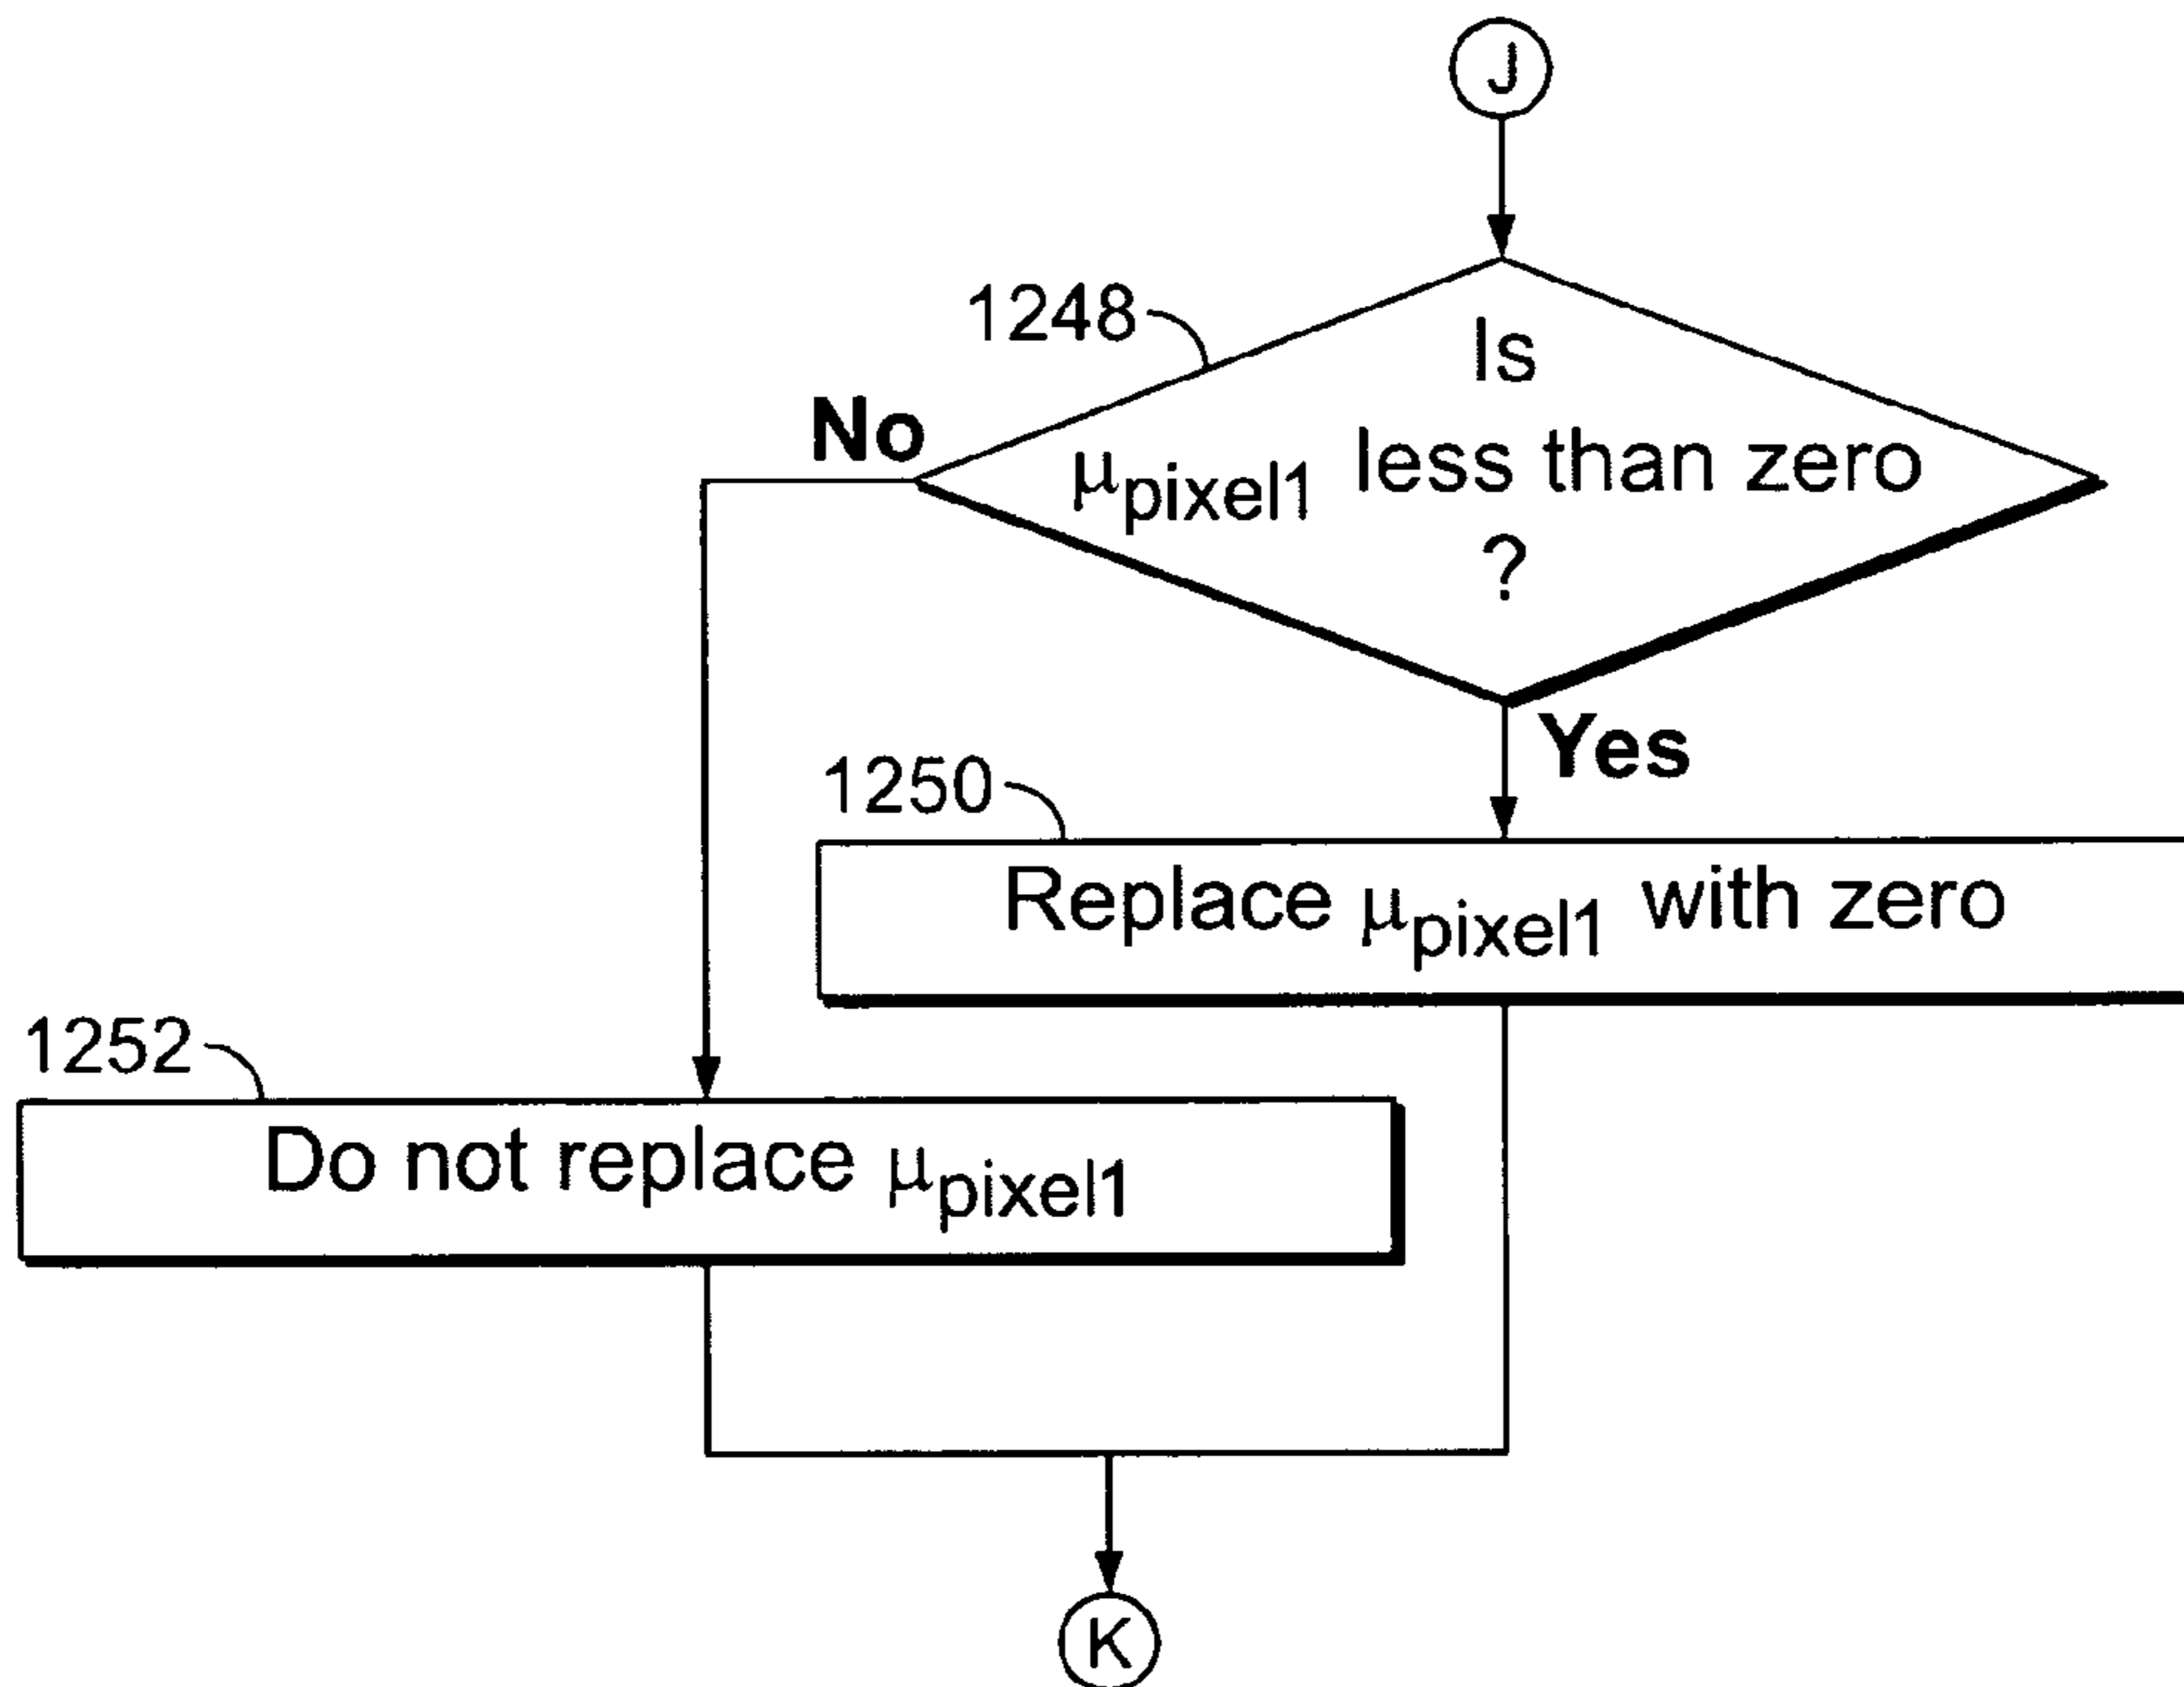 J
1248
Is
No
μpixel1 less than zero
?
Yes
1250
Replace μpixel1 with zero
1252
Do not replace μpixel1
K